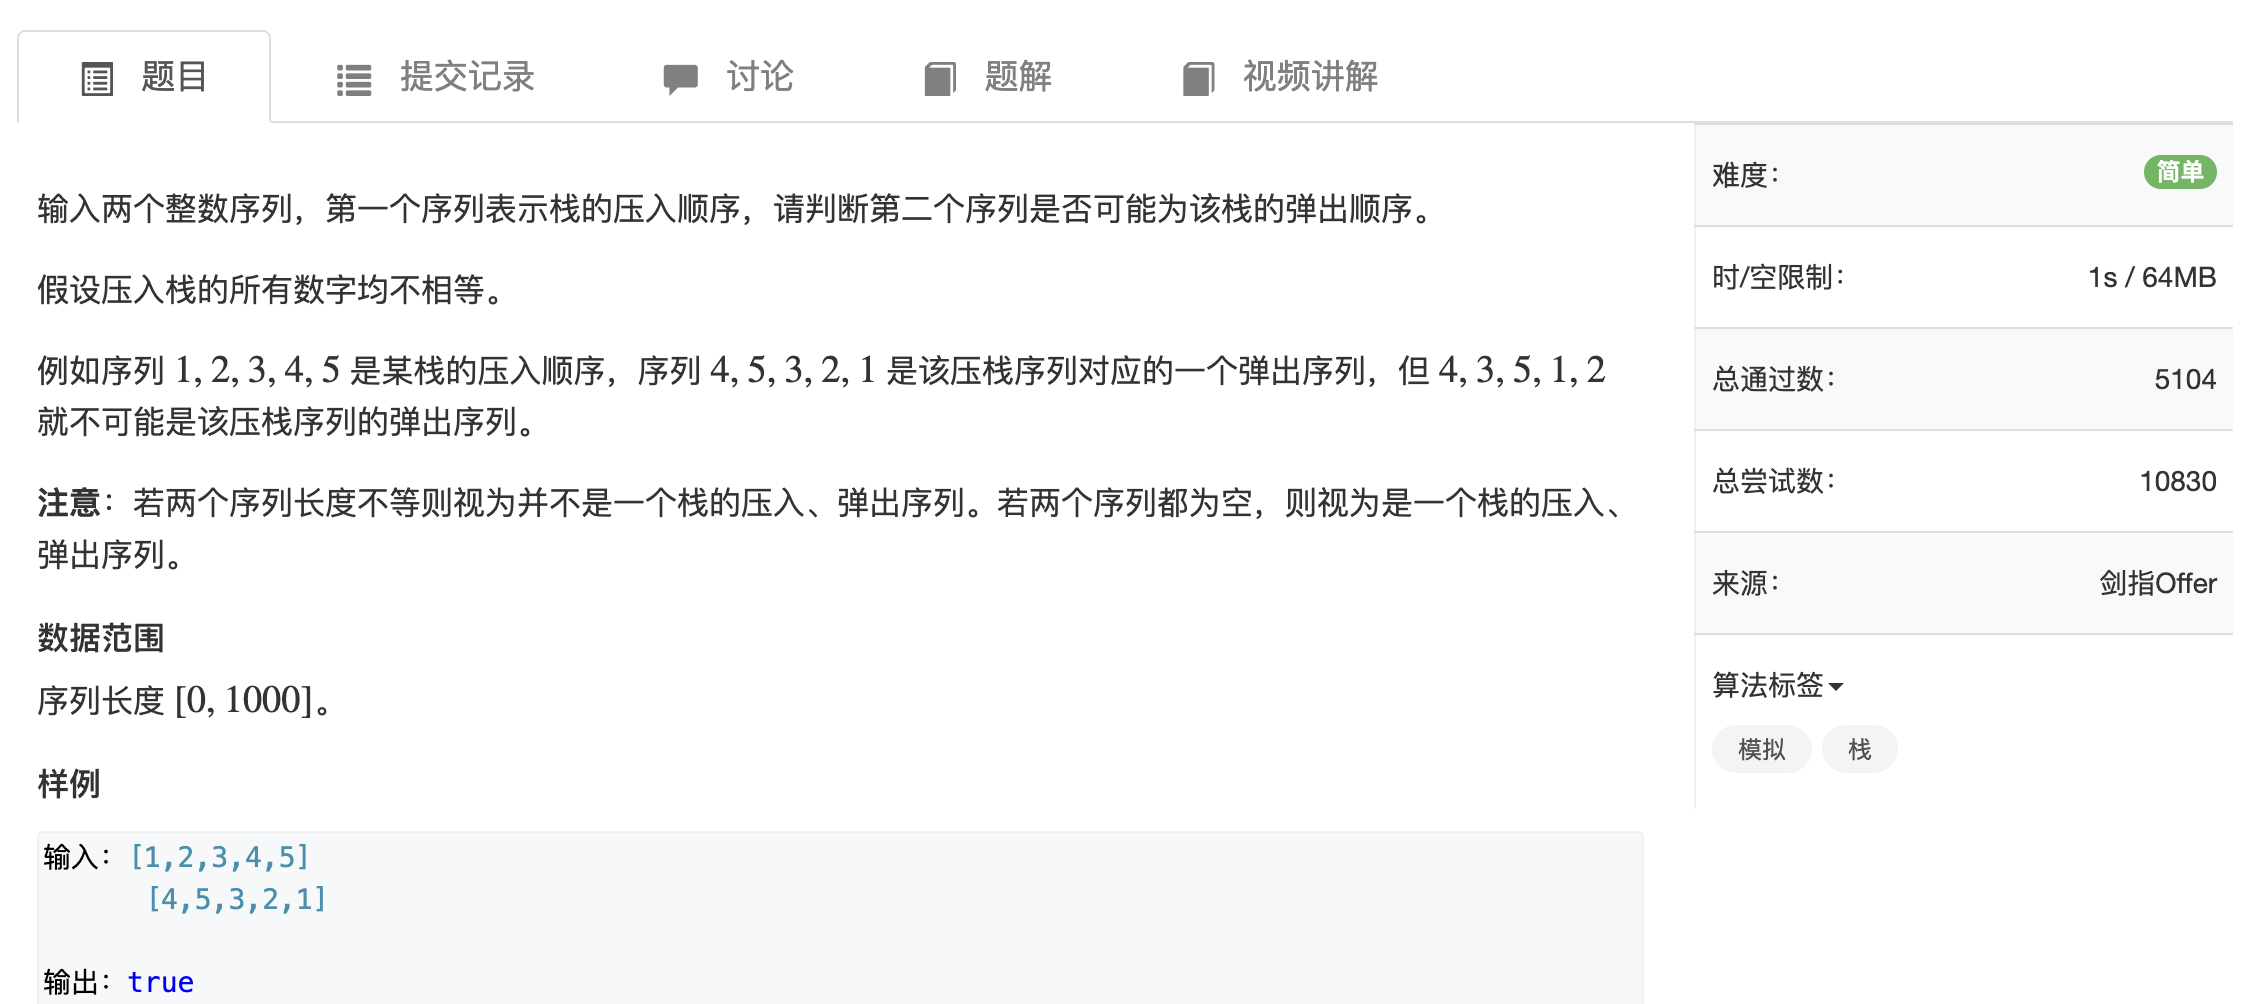 题目
提交记录
讨论
题解
视频讲解
输入两个整数序列，第一个序列表示栈的压入顺序，请判断第二个序列是否可能为该栈的弹出顺序。
假设压入栈的所有数字均不相等。
例如序列 1, 2, 3, 4, 5 是某栈的压入顺序，序列 4, 5, 3, 2, 1 是该压栈序列对应的一个弹出序列，但 4, 3, 5, 1, 2
就不可能是该压栈序列的弹出序列。
注意：若两个序列长度不等则视为并不是一个栈的压入、弹出序列。若两个序列都为空，则视为是一个栈的压入、
弹出序列。
数据范围
序列长度 [0, 1000]。
样例
输入：[1,2,3,4,5]
[4,5,3,2,1]
输出：true
难度： 简单
时/空限制： 1s / 64MB
总通过数： 5104
总尝试数： 10830
来源： 剑指Offer
算法标签
模拟 栈